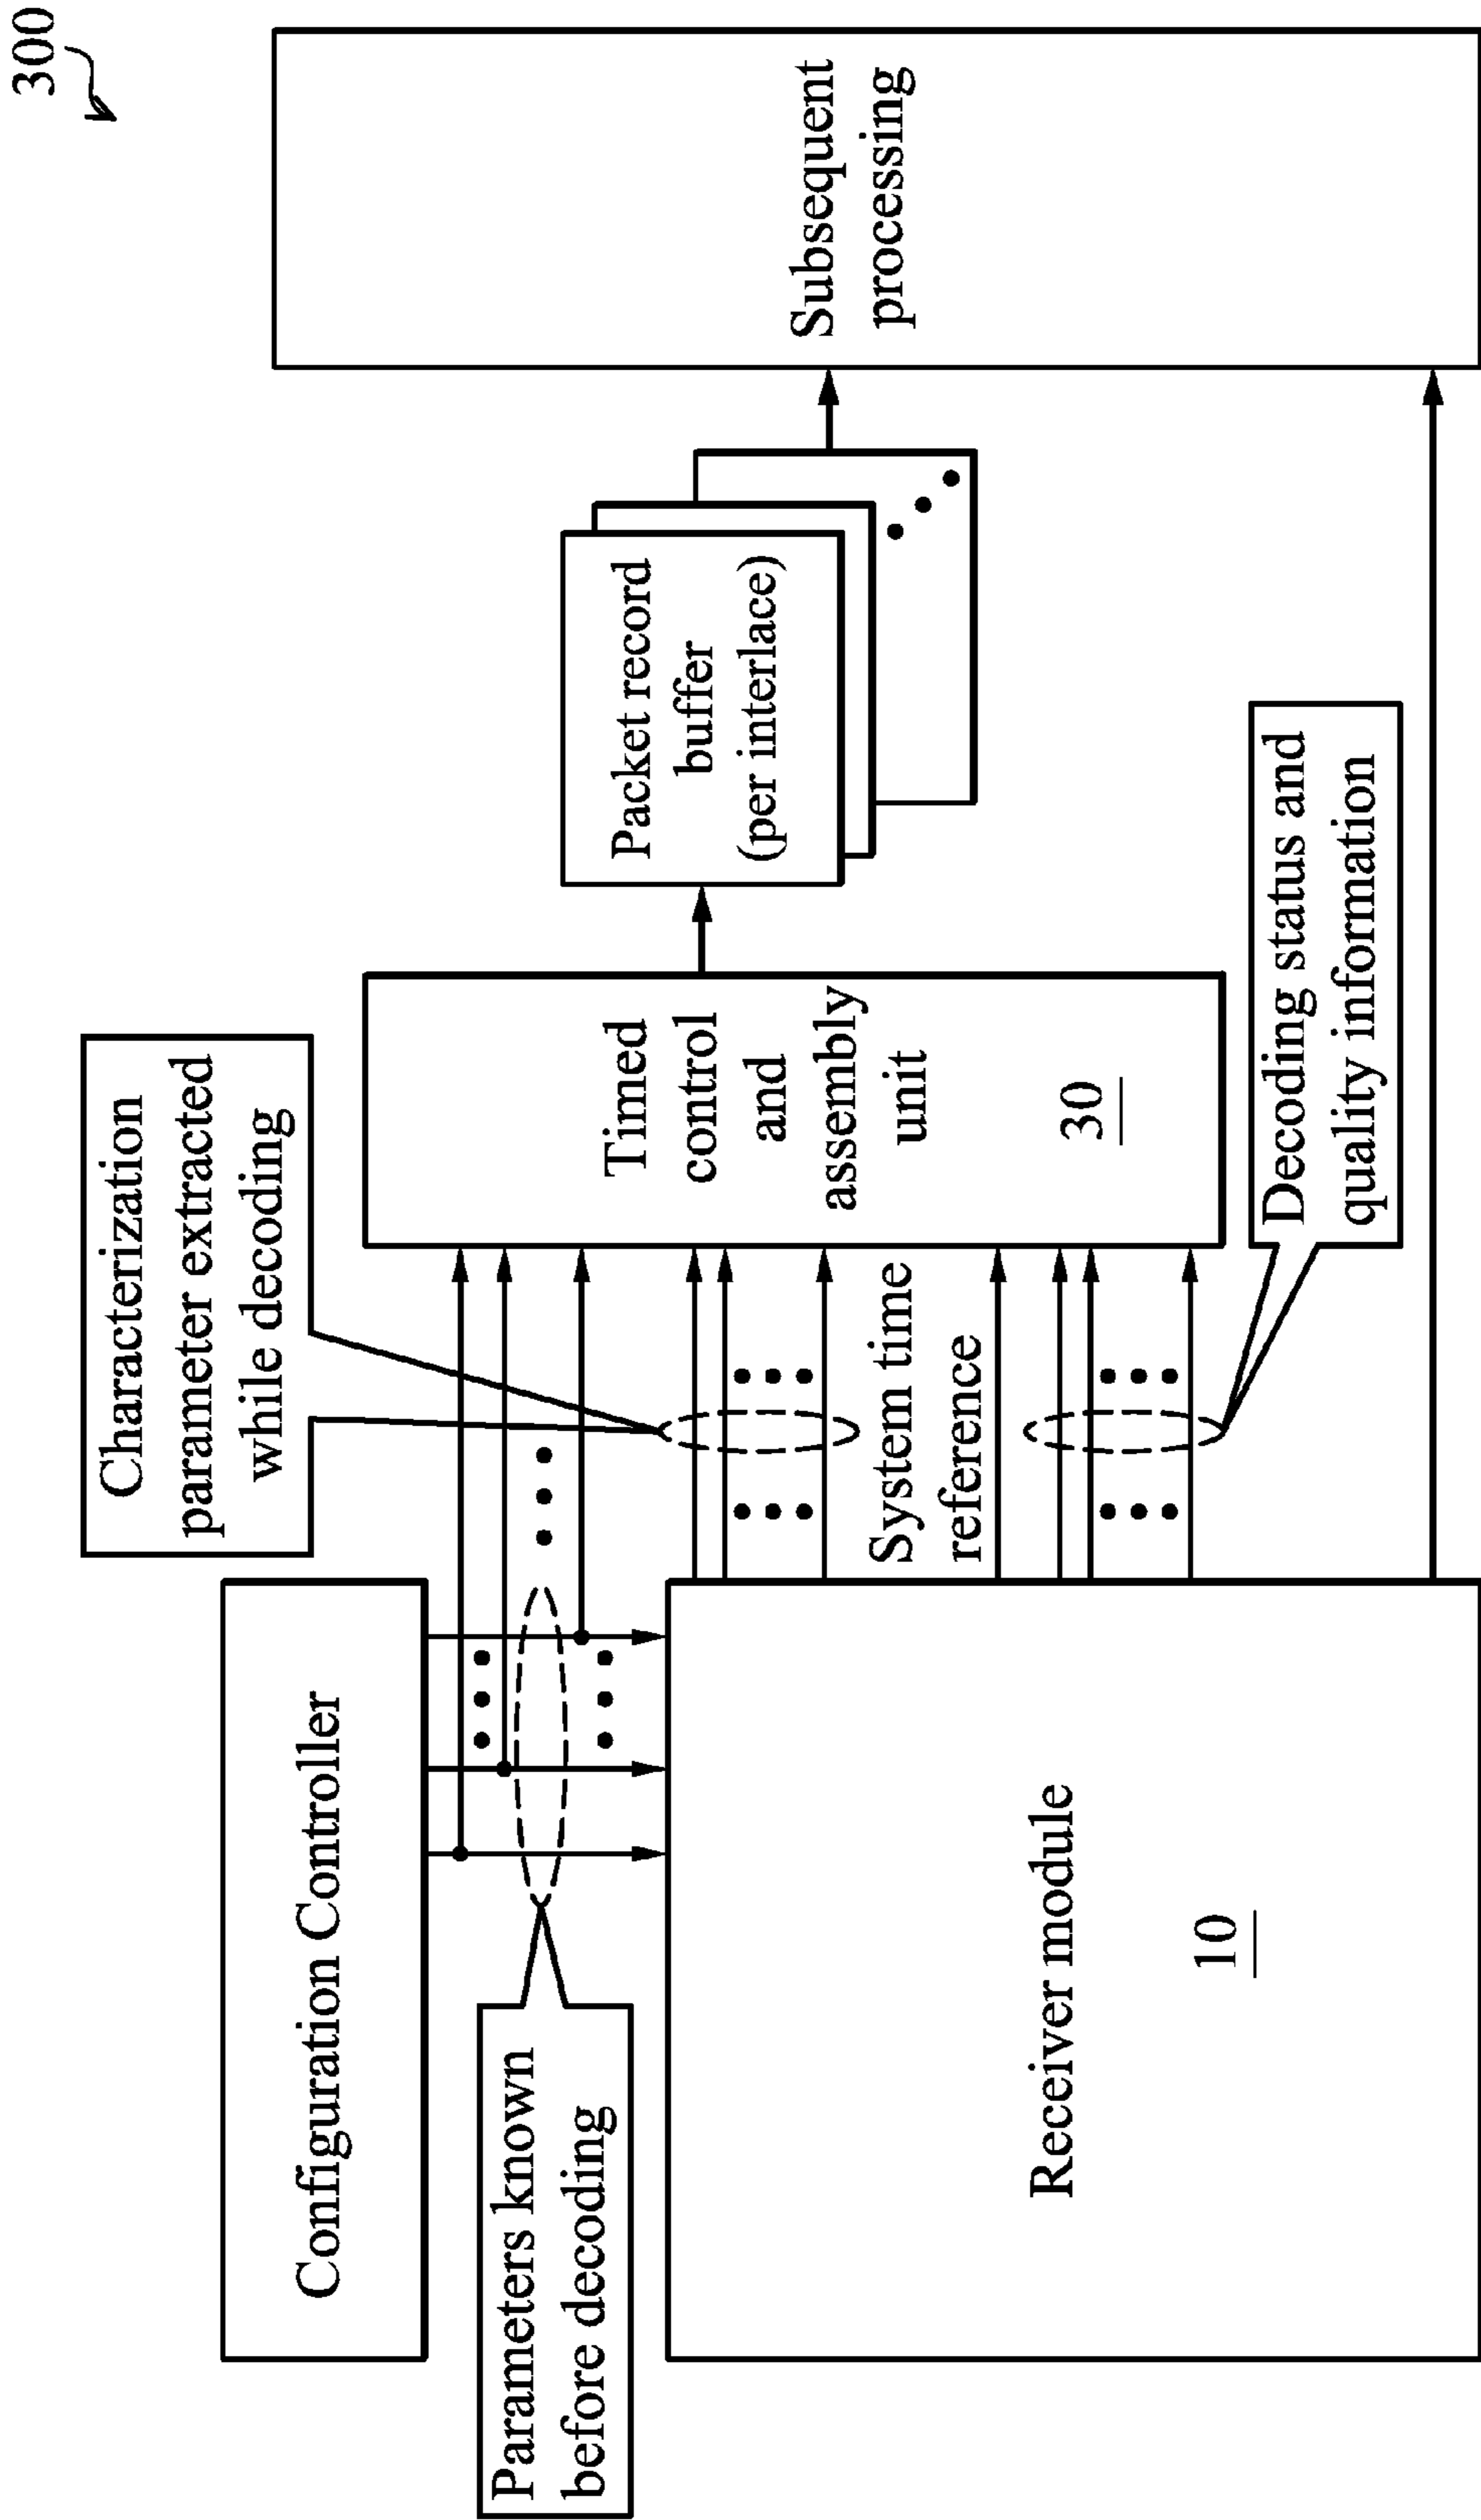 300
Configuration Controller
Parameters known
before decoding
Receiver module
10
Characterization
parameter extracted
while decoding
System time
reference
Timed
control
and
assembly
unit
30
Decoding status and
quality information
Packet record
buffer
(per interlace)
Subsequent
processing